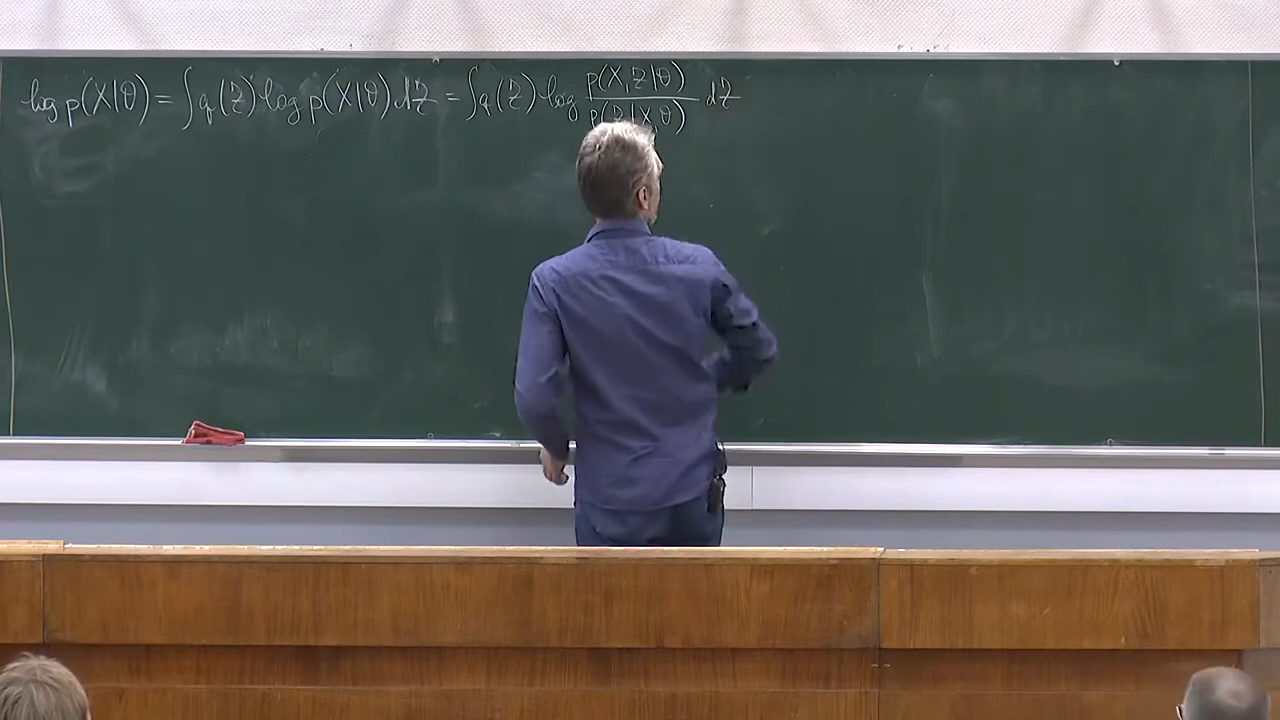 log p(X|θ) = ∫q(Z) log p(X|θ) dZ = ∫q(Z) log p(X,Z|θ)/p(Z|X,θ) dZ